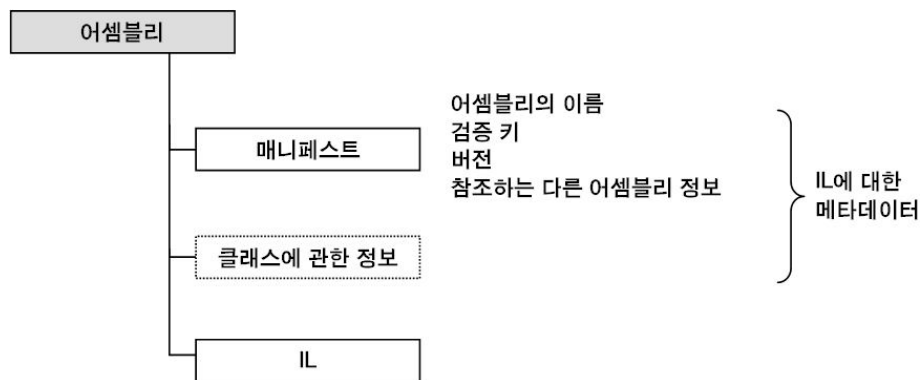 어셈블리
매니페스트
어셈블리의 이름
검증 키
버전
참조하는 다른 어셈블리 정보
IL에 대한
메타데이터
클래스에 관한 정보
IL